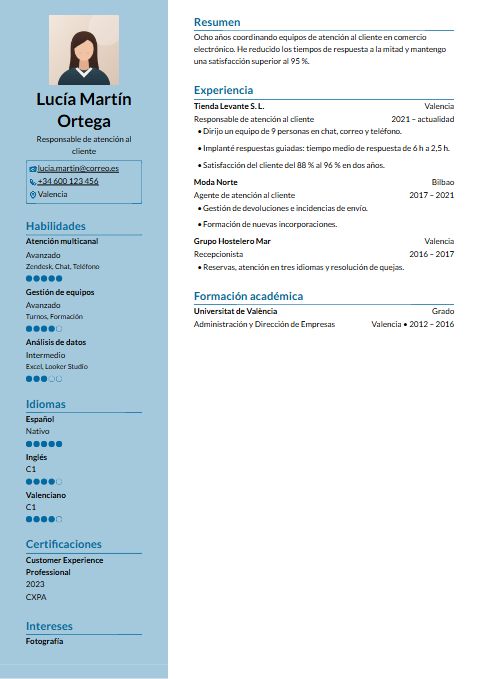 Lucía Martín
Ortega
Responsable de atención al
cliente
lucia.martin@correo.es
+34 600 123 456
Valencia
Habilidades
Atención multicanal
Avanzado
Zendesk, Chat, Teléfono
Gestión de equipos
Avanzado
Turnos, Formación
Análisis de datos
Intermedio
Excel, Looker Studio
Idiomas
Español
Nativo
Inglés
C1
Valenciano
C1
Certificaciones
Customer Experience
Professional
2023
CXPA
Intereses
Fotografía
Resumen
Ocho años coordinando equipos de atención al cliente en comercio
electrónico. He reducido los tiempos de respuesta a la mitad y mantengo
una satisfacción superior al 95 %.
Experiencia
Tienda Levante S. L. Valencia
Responsable de atención al cliente 2021 – actualidad
• Dirijo un equipo de 9 personas en chat, correo y teléfono.
• Implanté respuestas guiadas: tiempo medio de respuesta de 6 h a 2,5 h.
• Satisfacción del cliente del 88 % al 96 % en dos años.
Moda Norte Bilbao
Agente de atención al cliente 2017 – 2021
• Gestión de devoluciones e incidencias de envío.
• Formación de nuevas incorporaciones.
Grupo Hostelero Mar Valencia
Recepcionista 2016 – 2017
• Reservas, atención en tres idiomas y resolución de quejas.
Formación académica
Universitat de València Grado
Administración y Dirección de Empresas Valencia • 2012 – 2016